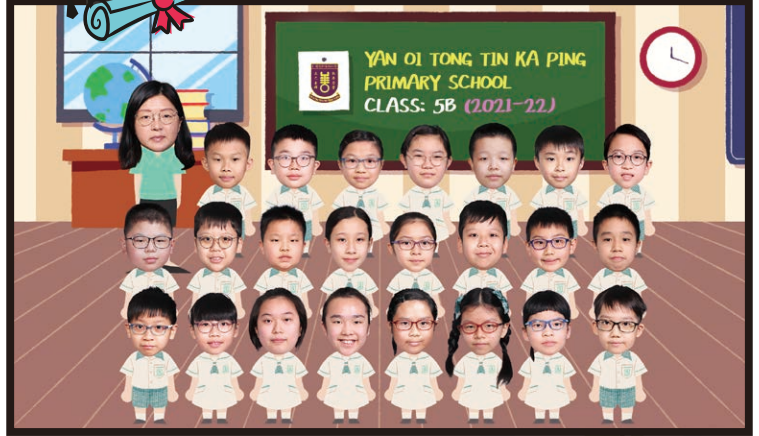 YAN OI TONG TIN KA PING
PRIMARY SCHOOL
CLASS: 5B (2021-22)